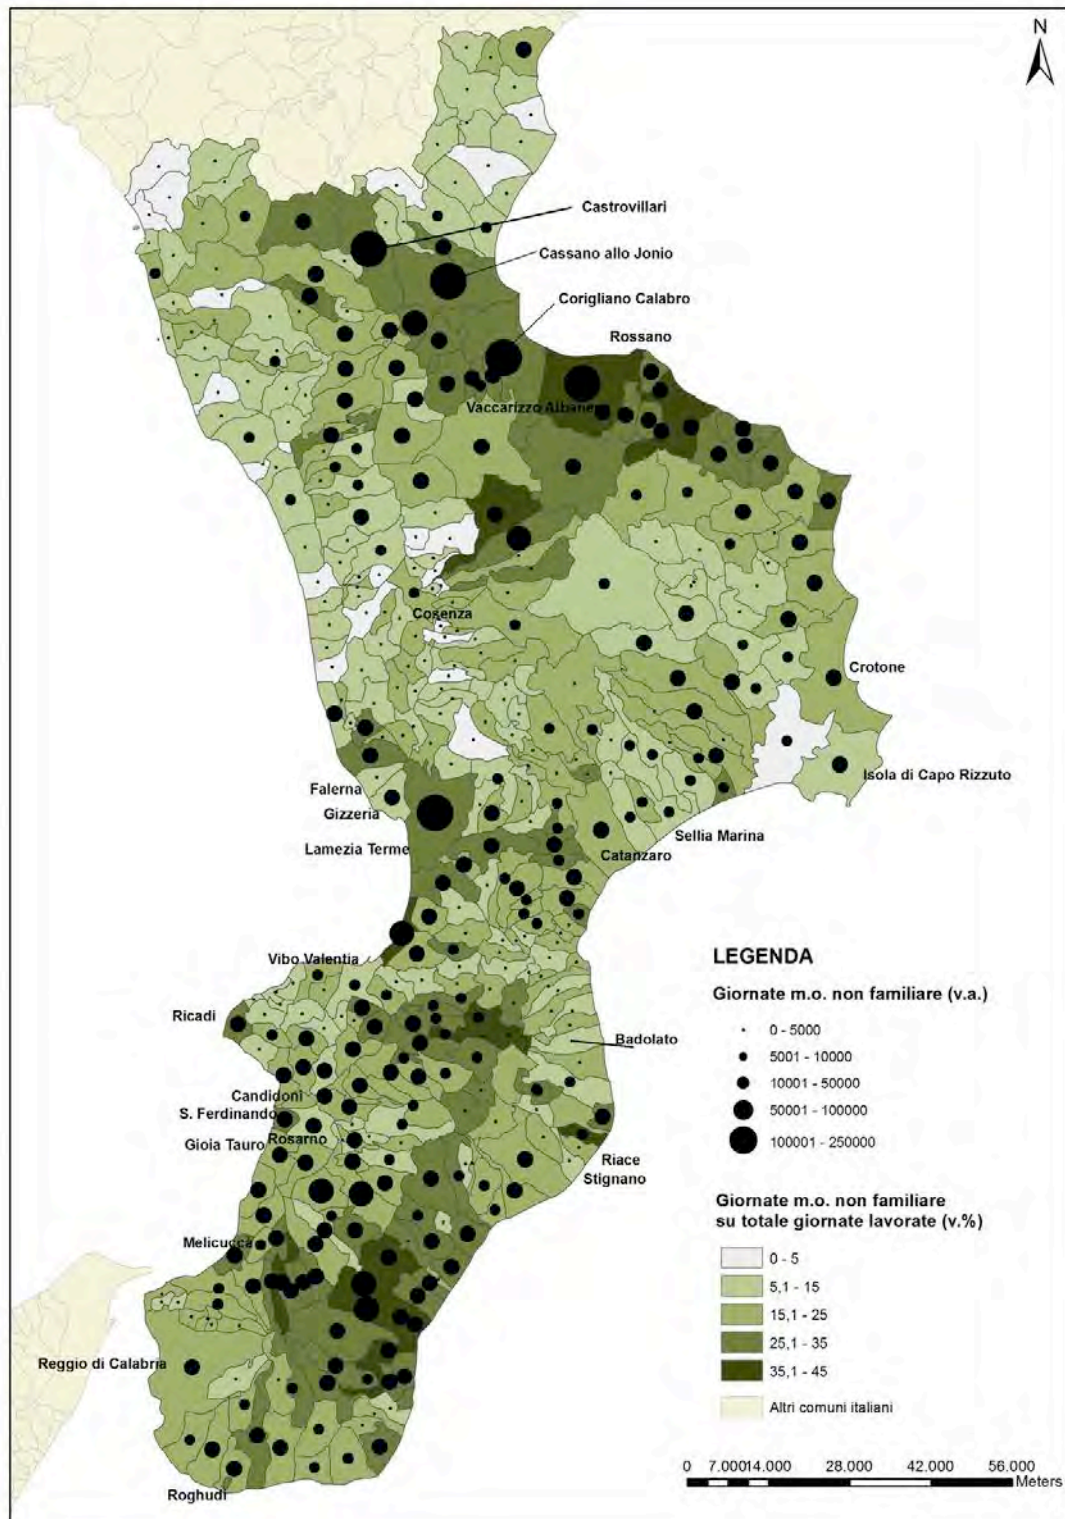 N
Castrovillari
Cassano allo Jonio
Corigliano Calabro
Rossano
Vaccarizzo Albane
Cosenza
Crotone
Isola di Capo Rizzuto
Falerna
Gizzeria
Sellia Marina
Lamezia Terme
Catanzaro
Vibo Valentia
Ricadi
Badolato
Candidoni
S. Ferdinando
Gioia Tauro
Rosarno
Riace
Stignano
Melicucca
Reggio di Calabria
Roghudi
LEGENDA
Giornate m.o. non familiare (v.a.)
0 - 5000
5001 - 10000
10001 - 50000
50001 - 100000
100001 - 250000
Giornate m.o. non familiare
su totale giornate lavorate (v.%)
0 - 5
5,1 - 15
15,1 - 25
25,1 - 35
35,1 - 45
Altri comuni italiani
0 7.00014.000 28.000 42.000 56.000
Meters